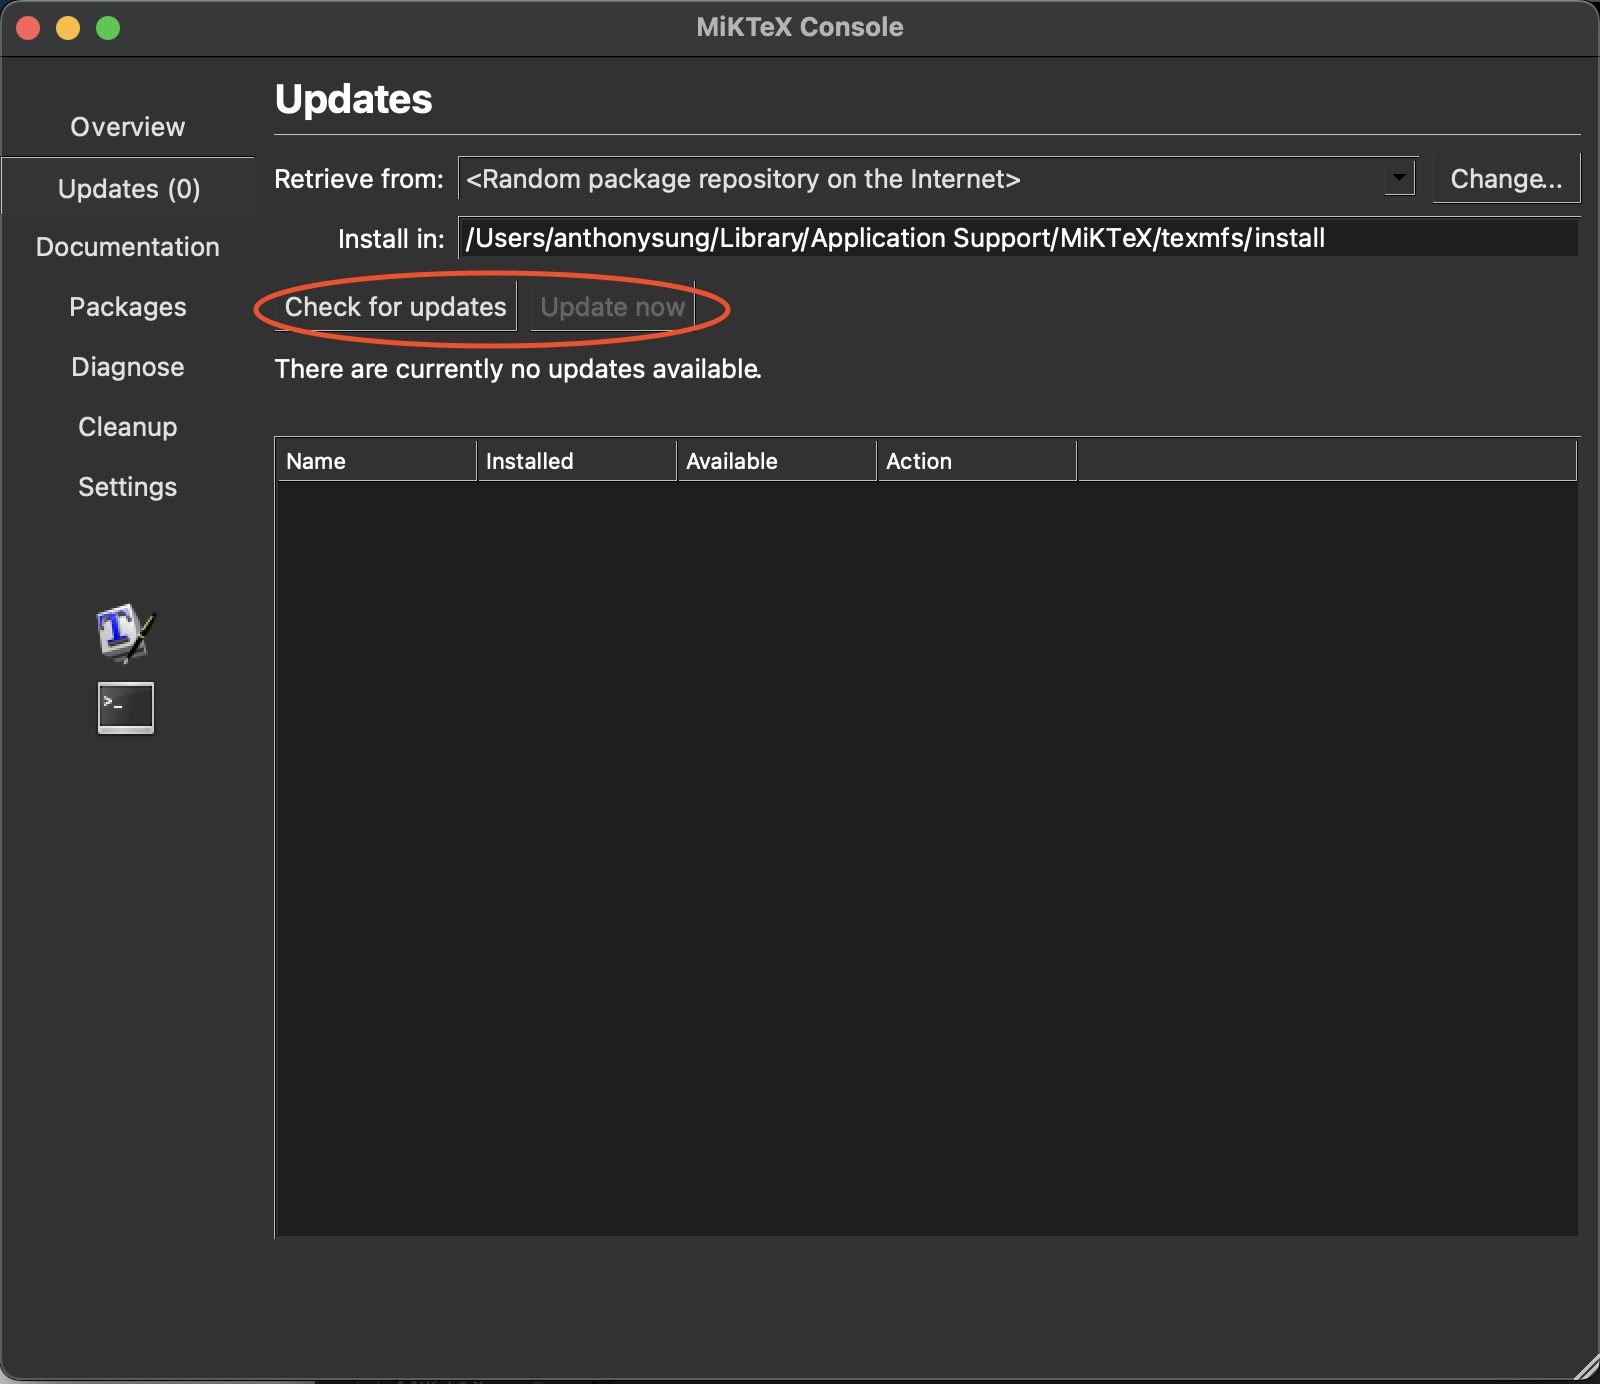 MiKTeX Console
Overview
Updates (0)
Documentation
Packages
Diagnose
Cleanup
Settings
T
>_
Updates
Retrieve from: <Random package repository on the Internet> Change...
Install in: /Users/anthonysung/Library/Application Support/MiKTeX/texmfs/install
Check for updates Update now
There are currently no updates available.
Name Installed Available Action